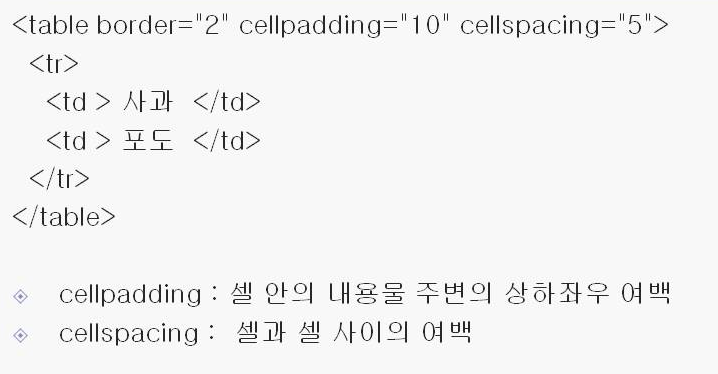 <table border="2" cellpadding="10" cellspacing="5">
<tr>
<td > 사과 </td>
<td > 포도 </td>
</tr>
</table>
cellpadding : 셀 안의 내용물 주변의 상하좌우 여백
cellspacing : 셀과 셀 사이의 여백